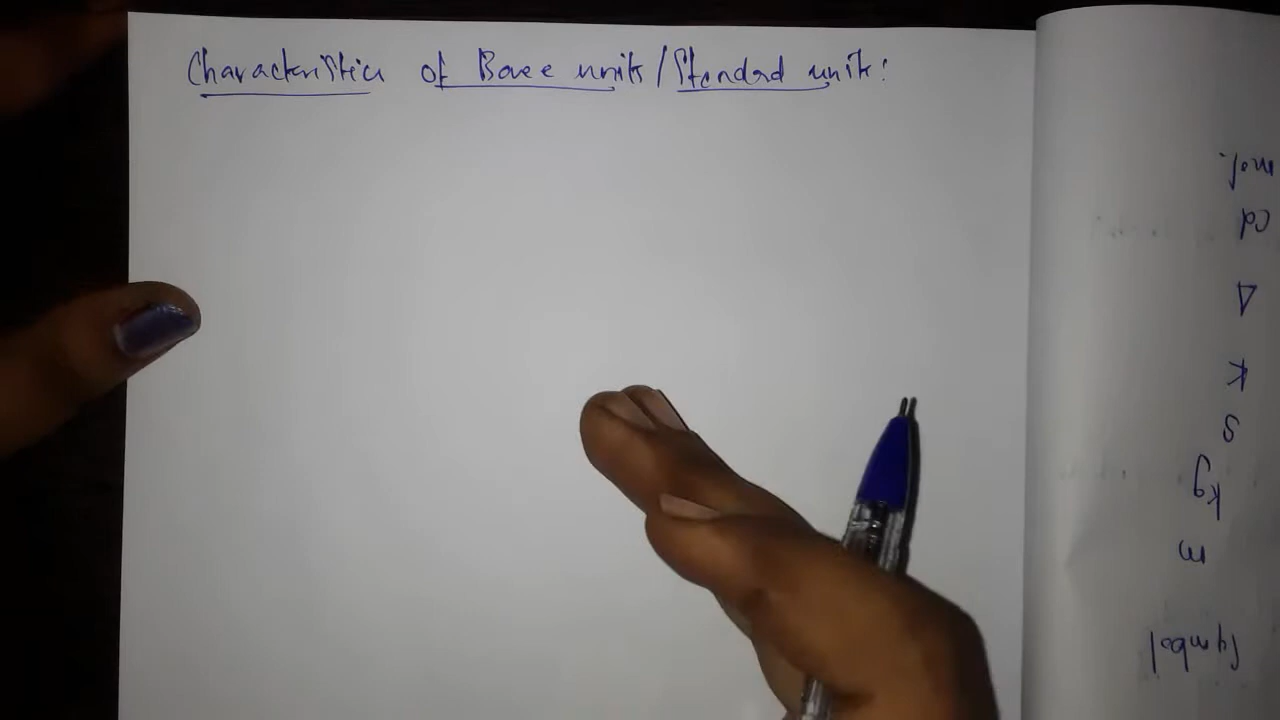 Characteristics of Base units/Standard units:
Symbol
m
kg
s
K
A
Cd
mol.